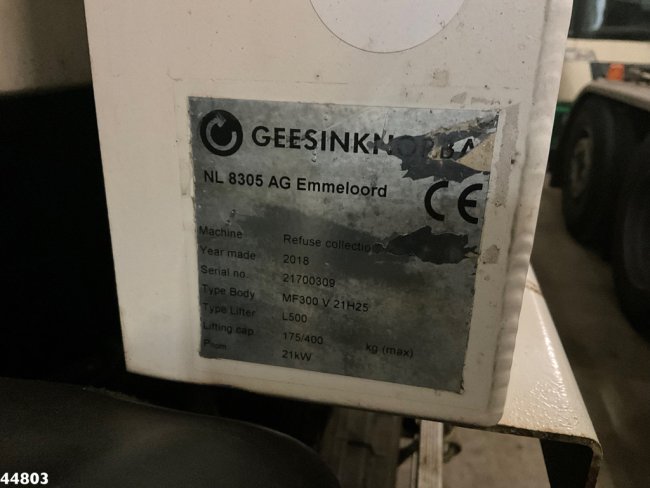 GEESINKNORBA
NL 8305 AG Emmeloord
CE
Machine Refuse collection
Year made 2018
Serial no. 21700309
Type Body MF300 V 21H25
Type Lifter L500
Lifting cap. 175/400 kg (max)
Pnom 21kW
44803